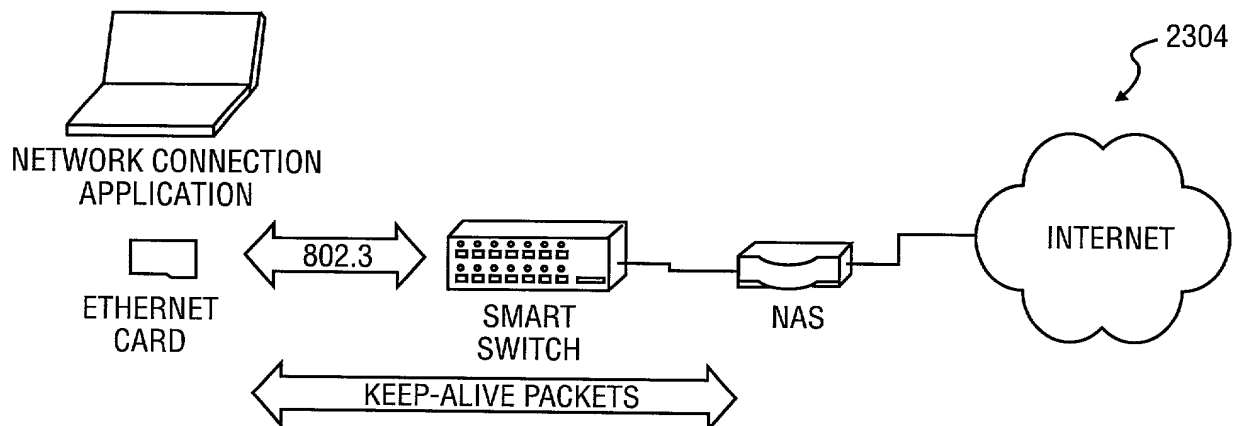 2304
NETWORK CONNECTION
APPLICATION
802.3
INTERNET
ETHERNET
CARD
SMART
SWITCH
NAS
KEEP-ALIVE PACKETS